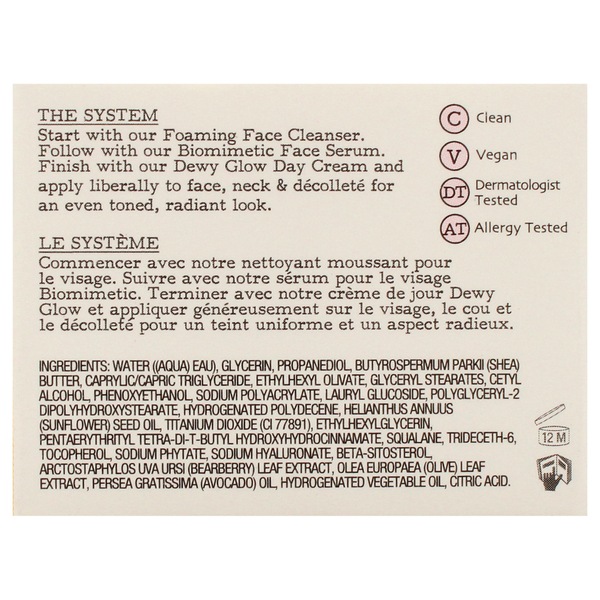 THE SYSTEM
Start with our Foaming Face Cleanser.
Follow with our Biomimetic Face Serum.
Finish with our Dewy Glow Day Cream and
apply liberally to face, neck & décolleté for
an even toned, radiant look.
C Clean
V Vegan
DT Dermatologist
Tested
AT Allergy Tested
LE SYSTÈME
Commencer avec notre nettoyant moussant pour
le visage. Suivre avec notre sérum pour le visage
Biomimetic. Terminer avec notre crème de jour Dewy
Glow et appliquer généreusement sur le visage, le cou et
le décolleté pour un teint uniforme et un aspect radieux.
INGREDIENTS: WATER ((AQUA) EAU), GLYCERIN, PROPANEDIOL, BUTYROSPERMUM PARKII (SHEA)
BUTTER, CAPRYLIC/CAPRIC TRIGLYCERIDE, ETHYLHEXYL OLIVATE, GLYCERYL STEARATES, CETYL
ALCOHOL, PHENOXYETHANOL, SODIUM POLYACRYLATE, LAURYL GLUCOSIDE, POLYGLYCERYL-2
DIPOLYHYDROXYSTEARATE, HYDROGENATED POLYDECENE, HELIANTHUS ANNUUS
(SUNFLOWER) SEED OIL, TITANIUM DIOXIDE (CI 77891), ETHYLHEXYLGLYCERIN,
PENTAERYTHRITYL TETRA-DI-T-BUTYL HYDROXYHYDROCINNAMATE, SQUALANE, TRIDECETH-6,
TOCOPHEROL, SODIUM PHYTATE, SODIUM HYALURONATE, BETA-SITOSTEROL,
ARCTOSTAPHYLOS UVA URSI (BEARBERRY) LEAF EXTRACT, OLEA EUROPAEA (OLIVE) LEAF
EXTRACT, PERSEA GRATISSIMA (AVOCADO) OIL, HYDROGENATED VEGETABLE OIL, CITRIC ACID.
12 M